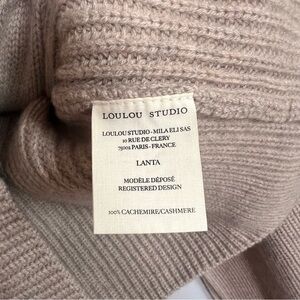 LOULOU STUDIO
LOULOU STUDIO - MILA ELI SAS
10 RUE DE CLERY
75002 PARIS - FRANCE
LANTA
MODÈLE DÉPOSÉ
REGISTERED DESIGN
100% CACHEMIRE/CASHMERE